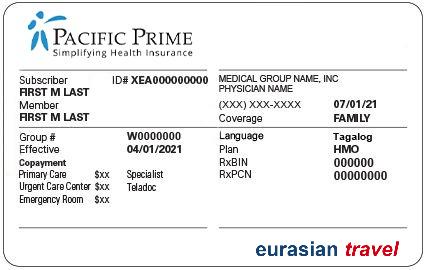 PACIFIC PRIME
Simplifying Health Insurance
Subscriber ID# XEA000000000
FIRST M LAST
Member
FIRST M LAST
MEDICAL GROUP NAME, INC
PHYSICIAN NAME
(XXX) XXX-XXXX 07/01/21
Coverage FAMILY
Group # W0000000
Effective 04/01/2021
Copayment
Primary Care $xx Specialist
Urgent Care Center $xx Teladoc
Emergency Room $xx
Language Tagalog
Plan HMO
RxBIN 000000
RxPCN 00000000
eurasian travel